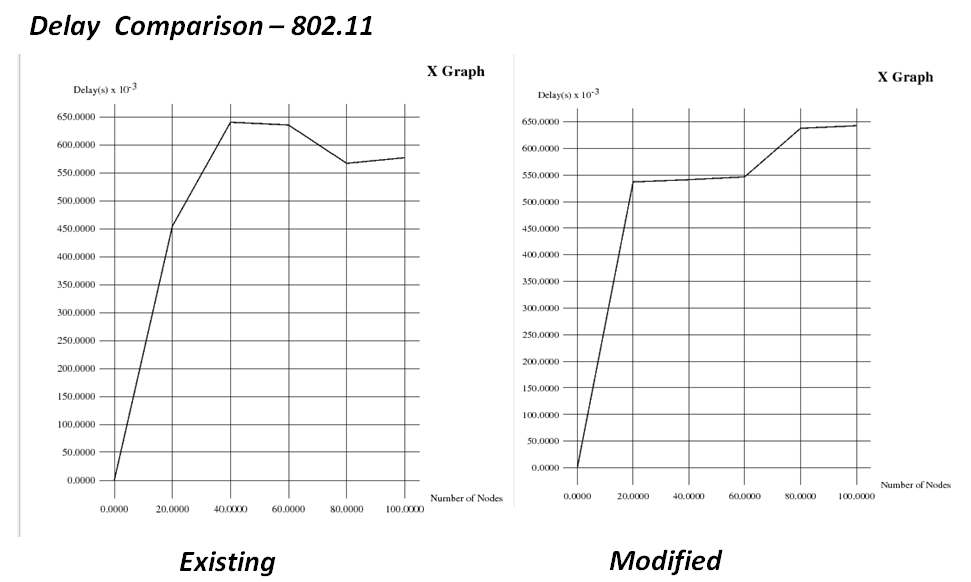 Delay  Comparison – 802.11
X Graph
Delay(s) x 10-3
650.0000
600.0000
550.0000
500.0000
450.0000
400.0000
350.0000
300.0000
250.0000
200.0000
150.0000
100.0000
50.0000
0.0000
0.0000 20.0000 40.0000 60.0000 80.0000 100.0000
Number of Nodes
Existing
X Graph
Delay(s) x 10-3
650.0000
600.0000
550.0000
500.0000
450.0000
400.0000
350.0000
300.0000
250.0000
200.0000
150.0000
100.0000
50.0000
0.0000
0.0000 20.0000 40.0000 60.0000 80.0000 100.0000
Number of Nodes
Modified